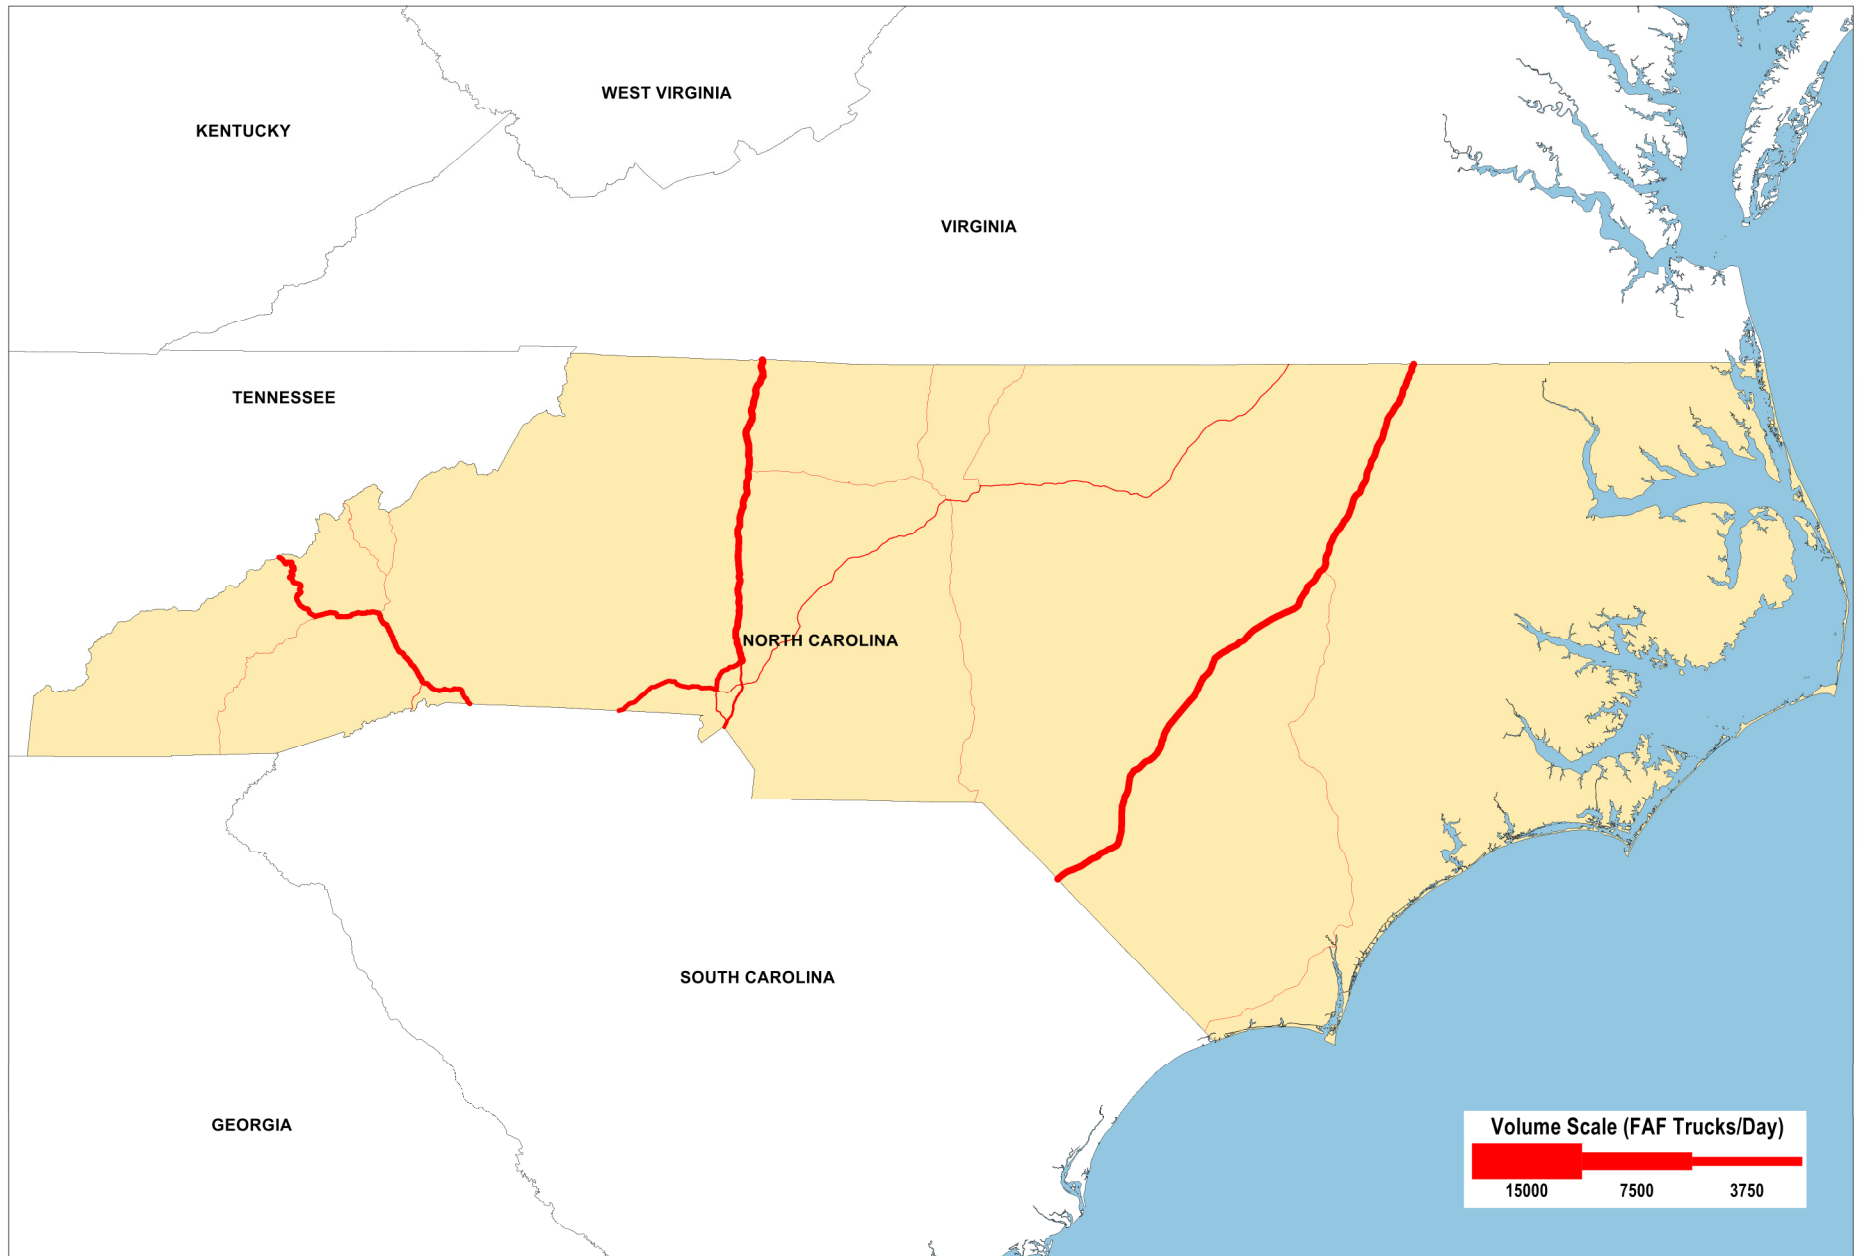 WEST VIRGINIA
KENTUCKY
VIRGINIA
TENNESSEE
NORTH CAROLINA
SOUTH CAROLINA
GEORGIA
Volume Scale (FAF Trucks/Day)
15000 7500 3750